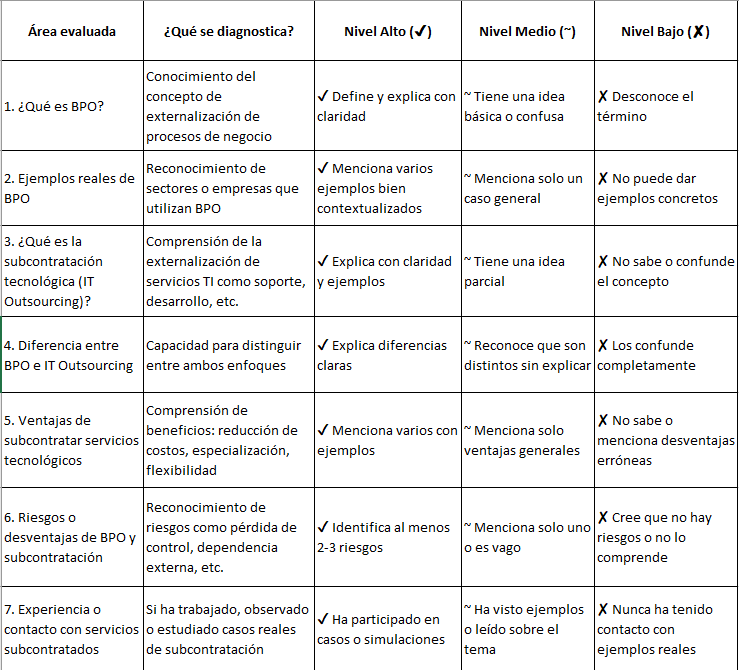 Área evaluada
¿Qué se diagnostica?
Nivel Alto (✔)
Nivel Medio (~)
Nivel Bajo (✘)
1. ¿Qué es BPO?
Conocimiento del
concepto de
externalización de
procesos de negocio
✔ Define y explica con
claridad
~ Tiene una idea
básica o confusa
✘ Desconoce el
término
2. Ejemplos reales de
BPO
Reconocimiento de
sectores o empresas que
utilizan BPO
✔ Menciona varios
ejemplos bien
contextualizados
~ Menciona solo un
caso general
✘ No puede dar
ejemplos concretos
3. ¿Qué es la
subcontratación
tecnológica (IT
Outsourcing)?
Comprensión de la
externalización de
servicios TI como soporte,
desarrollo, etc.
✔ Explica con claridad
y ejemplos
~ Tiene una idea
parcial
✘ No sabe o confunde
el concepto
4. Diferencia entre
BPO e IT Outsourcing
Capacidad para distinguir
entre ambos enfoques
✔ Explica diferencias
claras
~ Reconoce que son
distintos sin explicar
✘ Los confunde
completamente
5. Ventajas de
subcontratar servicios
tecnológicos
Comprensión de
beneficios: reducción de
costos, especialización,
flexibilidad
✔ Menciona varios con
ejemplos
~ Menciona solo
ventajas generales
✘ No sabe o
menciona desventajas
erróneas
6. Riesgos o
desventajas de BPO y
subcontratación
Reconocimiento de
riesgos como pérdida de
control, dependencia
externa, etc.
✔ Identifica al menos
2-3 riesgos
~ Menciona solo uno
o es vago
✘ Cree que no hay
riesgos o no lo
comprende
7. Experiencia o
contacto con servicios
subcontratados
Si ha trabajado, observado
o estudiado casos reales
de subcontratación
✔ Ha participado en
casos o simulaciones
~ Ha visto ejemplos
o leído sobre el
tema
✘ Nunca ha tenido
contacto con
ejemplos reales